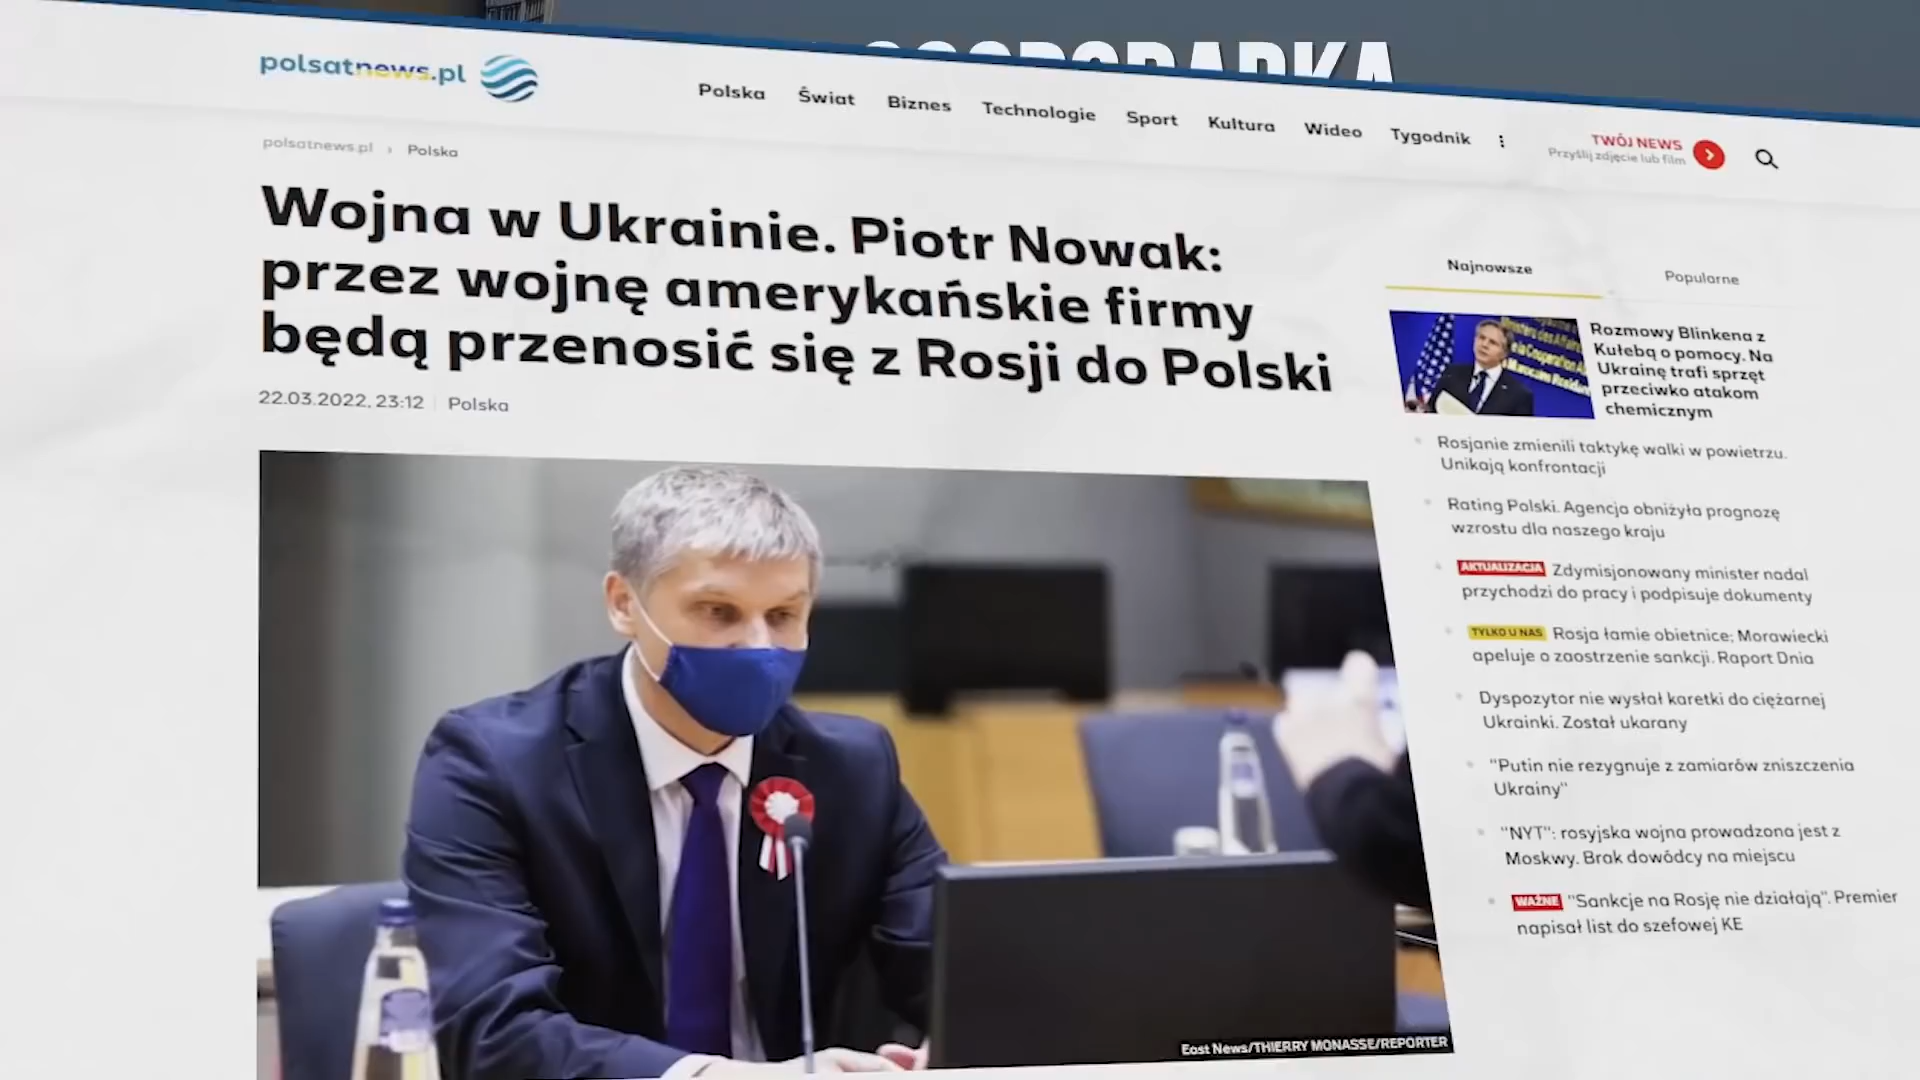 GOSPODARKA
polsatnews.pl
Polska Świat Biznes Technologie Sport Kultura Wideo Tygodnik
TWÓJ NEWS
Przyślij zdjęcie lub film
polsatnews.pl › Polska
Wojna w Ukrainie. Piotr Nowak:
przez wojnę amerykańskie firmy
będą przenosić się z Rosji do Polski
22.03.2022, 23:12 Polska
East News/THIERRY MONASSE/REPORTER
Najnowsze Popularne
Rozmowy Blinkena z
Kułebą o pomocy. Na
Ukrainę trafi sprzęt
przeciwko atakom
chemicznym
Rosjanie zmienili taktykę walki w powietrzu.
Unikają konfrontacji
Rating Polski. Agencja obniżyła prognozę
wzrostu dla naszego kraju
AKTUALIZACJA Zdymisjonowany minister nadal
przychodzi do pracy i podpisuje dokumenty
TYLKO U NAS Rosja łamie obietnice; Morawiecki
apeluje o zaostrzenie sankcji. Raport Dnia
Dyspozytor nie wysłał karetki do ciężarnej
Ukrainki. Został ukarany
"Putin nie rezygnuje z zamiarów zniszczenia
Ukrainy"
"NYT": rosyjska wojna prowadzona jest z
Moskwy. Brak dowódcy na miejscu
WAŻNE "Sankcje na Rosję nie działają". Premier
napisał list do szefowej KE